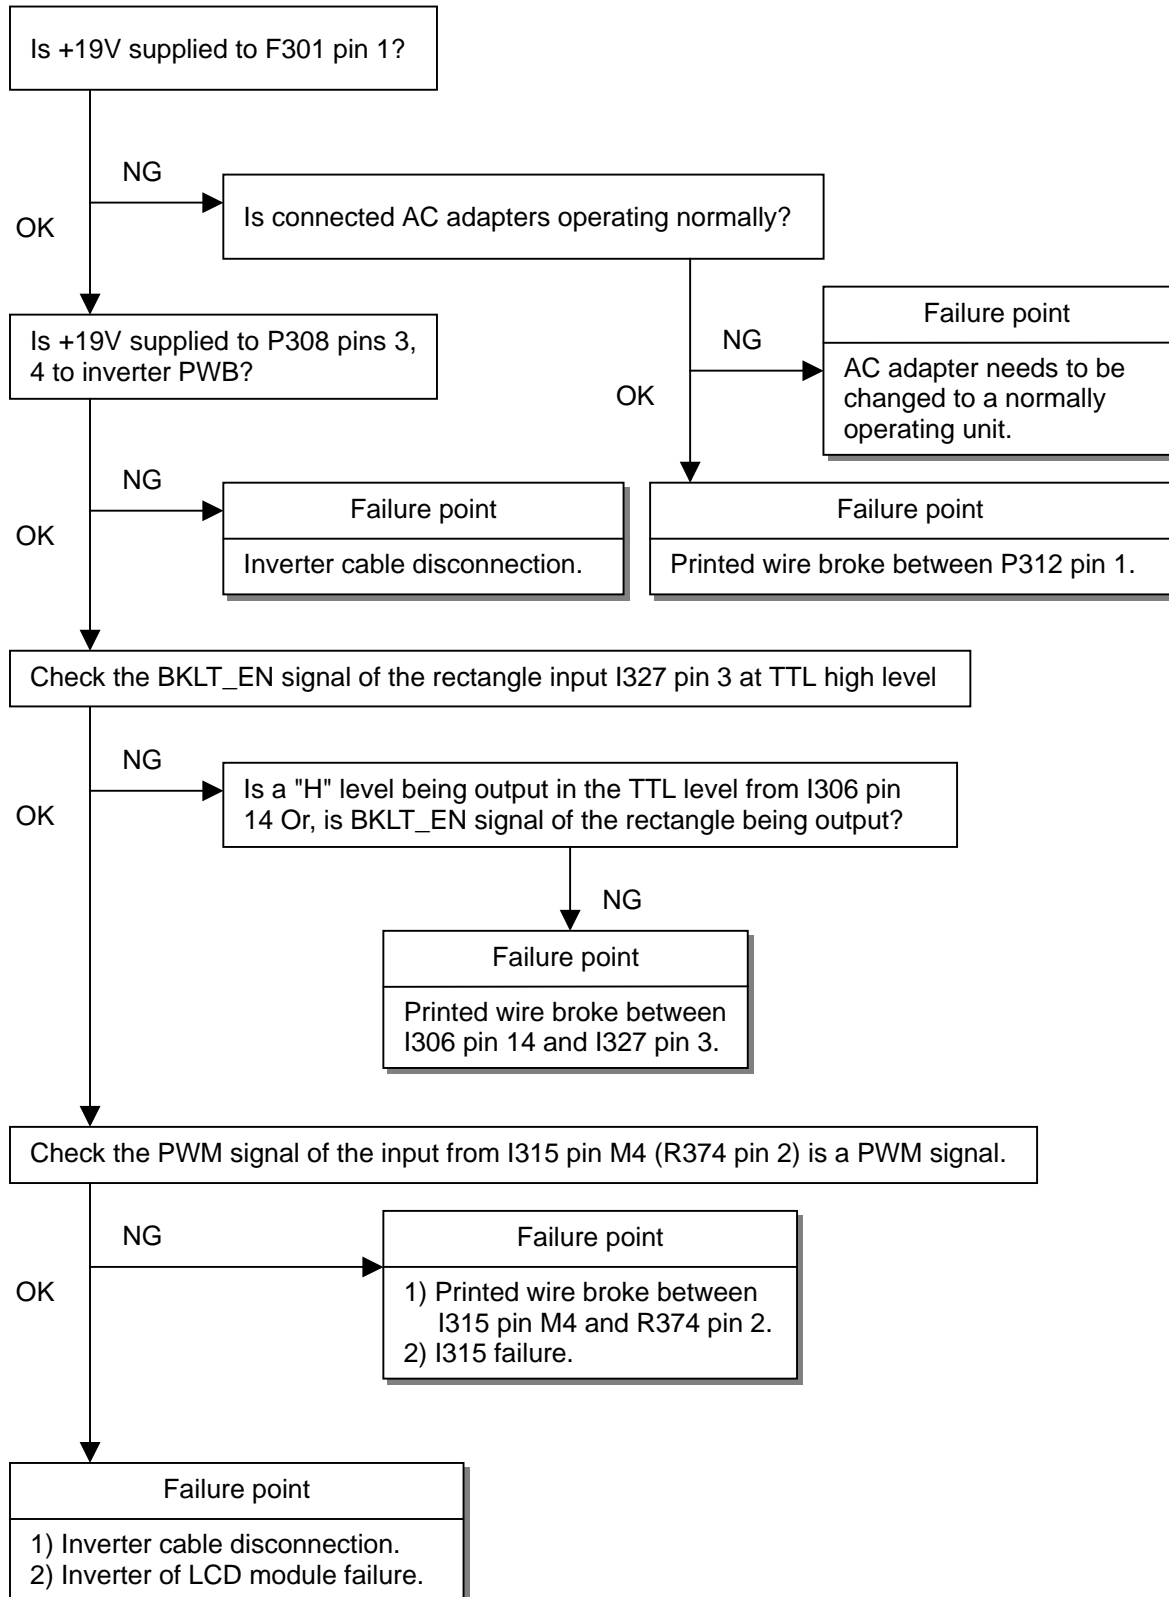 Is +19V supplied to F301 pin 1?
NG
OK
Is connected AC adapters operating normally?
Is +19V supplied to P308 pins 3,
4 to inverter PWB?
NG
OK
Failure point
AC adapter needs to be
changed to a normally
operating unit.
NG
OK
Failure point
Inverter cable disconnection.
Failure point
Printed wire broke between P312 pin 1.
Check the BKLT_EN signal of the rectangle input I327 pin 3 at TTL high level
NG
OK
Is a "H" level being output in the TTL level from I306 pin
14 Or, is BKLT_EN signal of the rectangle being output?
NG
Failure point
Printed wire broke between
I306 pin 14 and I327 pin 3.
Check the PWM signal of the input from I315 pin M4 (R374 pin 2) is a PWM signal.
NG
OK
Failure point
1) Printed wire broke between
I315 pin M4 and R374 pin 2.
2) I315 failure.
Failure point
1) Inverter cable disconnection.
2) Inverter of LCD module failure.